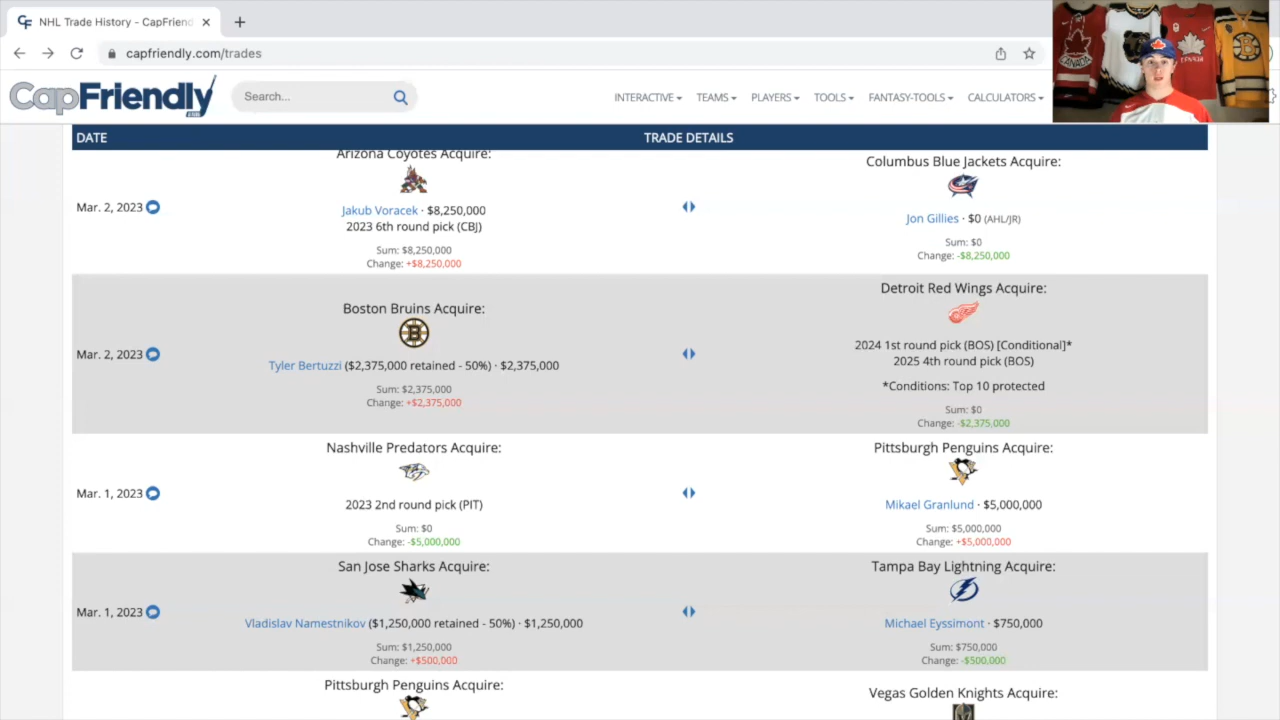 NHL Trade History - CapFriend
capfriendly.com/trades
CapFriendly
.com
Search...
INTERACTIVE
TEAMS
PLAYERS
TOOLS
FANTASY-TOOLS
CALCULATORS
CANADA
B
DATE
TRADE DETAILS
Mar. 2, 2023
Arizona Coyotes Acquire:
Jakub Voracek · $8,250,000
2023 6th round pick (CBJ)
Sum: $8,250,000
Change: +$8,250,000
Columbus Blue Jackets Acquire:
Jon Gillies · $0 (AHL/JR)
Sum: $0
Change: -$8,250,000
Mar. 2, 2023
Boston Bruins Acquire:
B
Tyler Bertuzzi ($2,375,000 retained - 50%) · $2,375,000
Sum: $2,375,000
Change: +$2,375,000
Detroit Red Wings Acquire:
2024 1st round pick (BOS) [Conditional]*
2025 4th round pick (BOS)
*Conditions: Top 10 protected
Sum: $0
Change: -$2,375,000
Mar. 1, 2023
Nashville Predators Acquire:
2023 2nd round pick (PIT)
Sum: $0
Change: -$5,000,000
Pittsburgh Penguins Acquire:
Mikael Granlund · $5,000,000
Sum: $5,000,000
Change: +$5,000,000
Mar. 1, 2023
San Jose Sharks Acquire:
Vladislav Namestnikov ($1,250,000 retained - 50%) · $1,250,000
Sum: $1,250,000
Change: +$500,000
Tampa Bay Lightning Acquire:
Michael Eyssimont · $750,000
Sum: $750,000
Change: -$500,000
Pittsburgh Penguins Acquire:
Vegas Golden Knights Acquire: